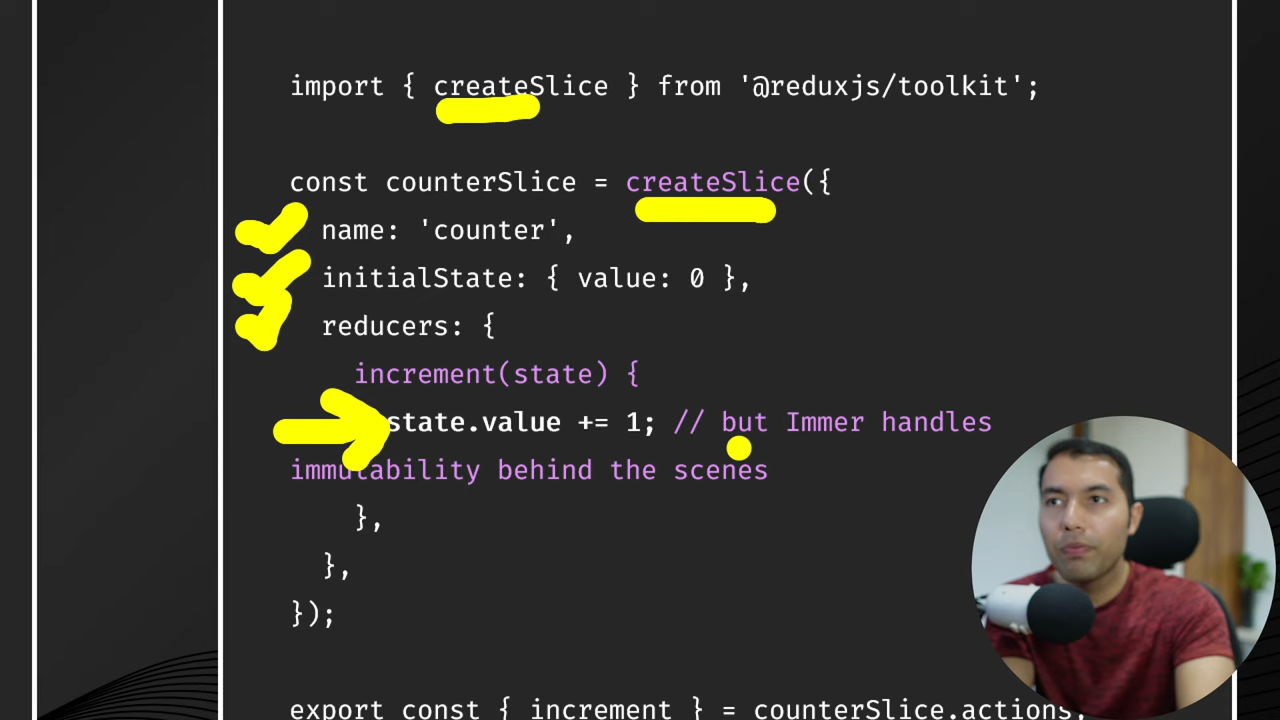 import { createSlice } from '@reduxjs/toolkit';
const counterSlice = createSlice({
name: 'counter',
initialState: { value: 0 },
reducers: {
increment(state) {
state.value += 1; // but Immer handles
immutability behind the scenes
},
},
});
export const { increment } = counterSlice.actions;